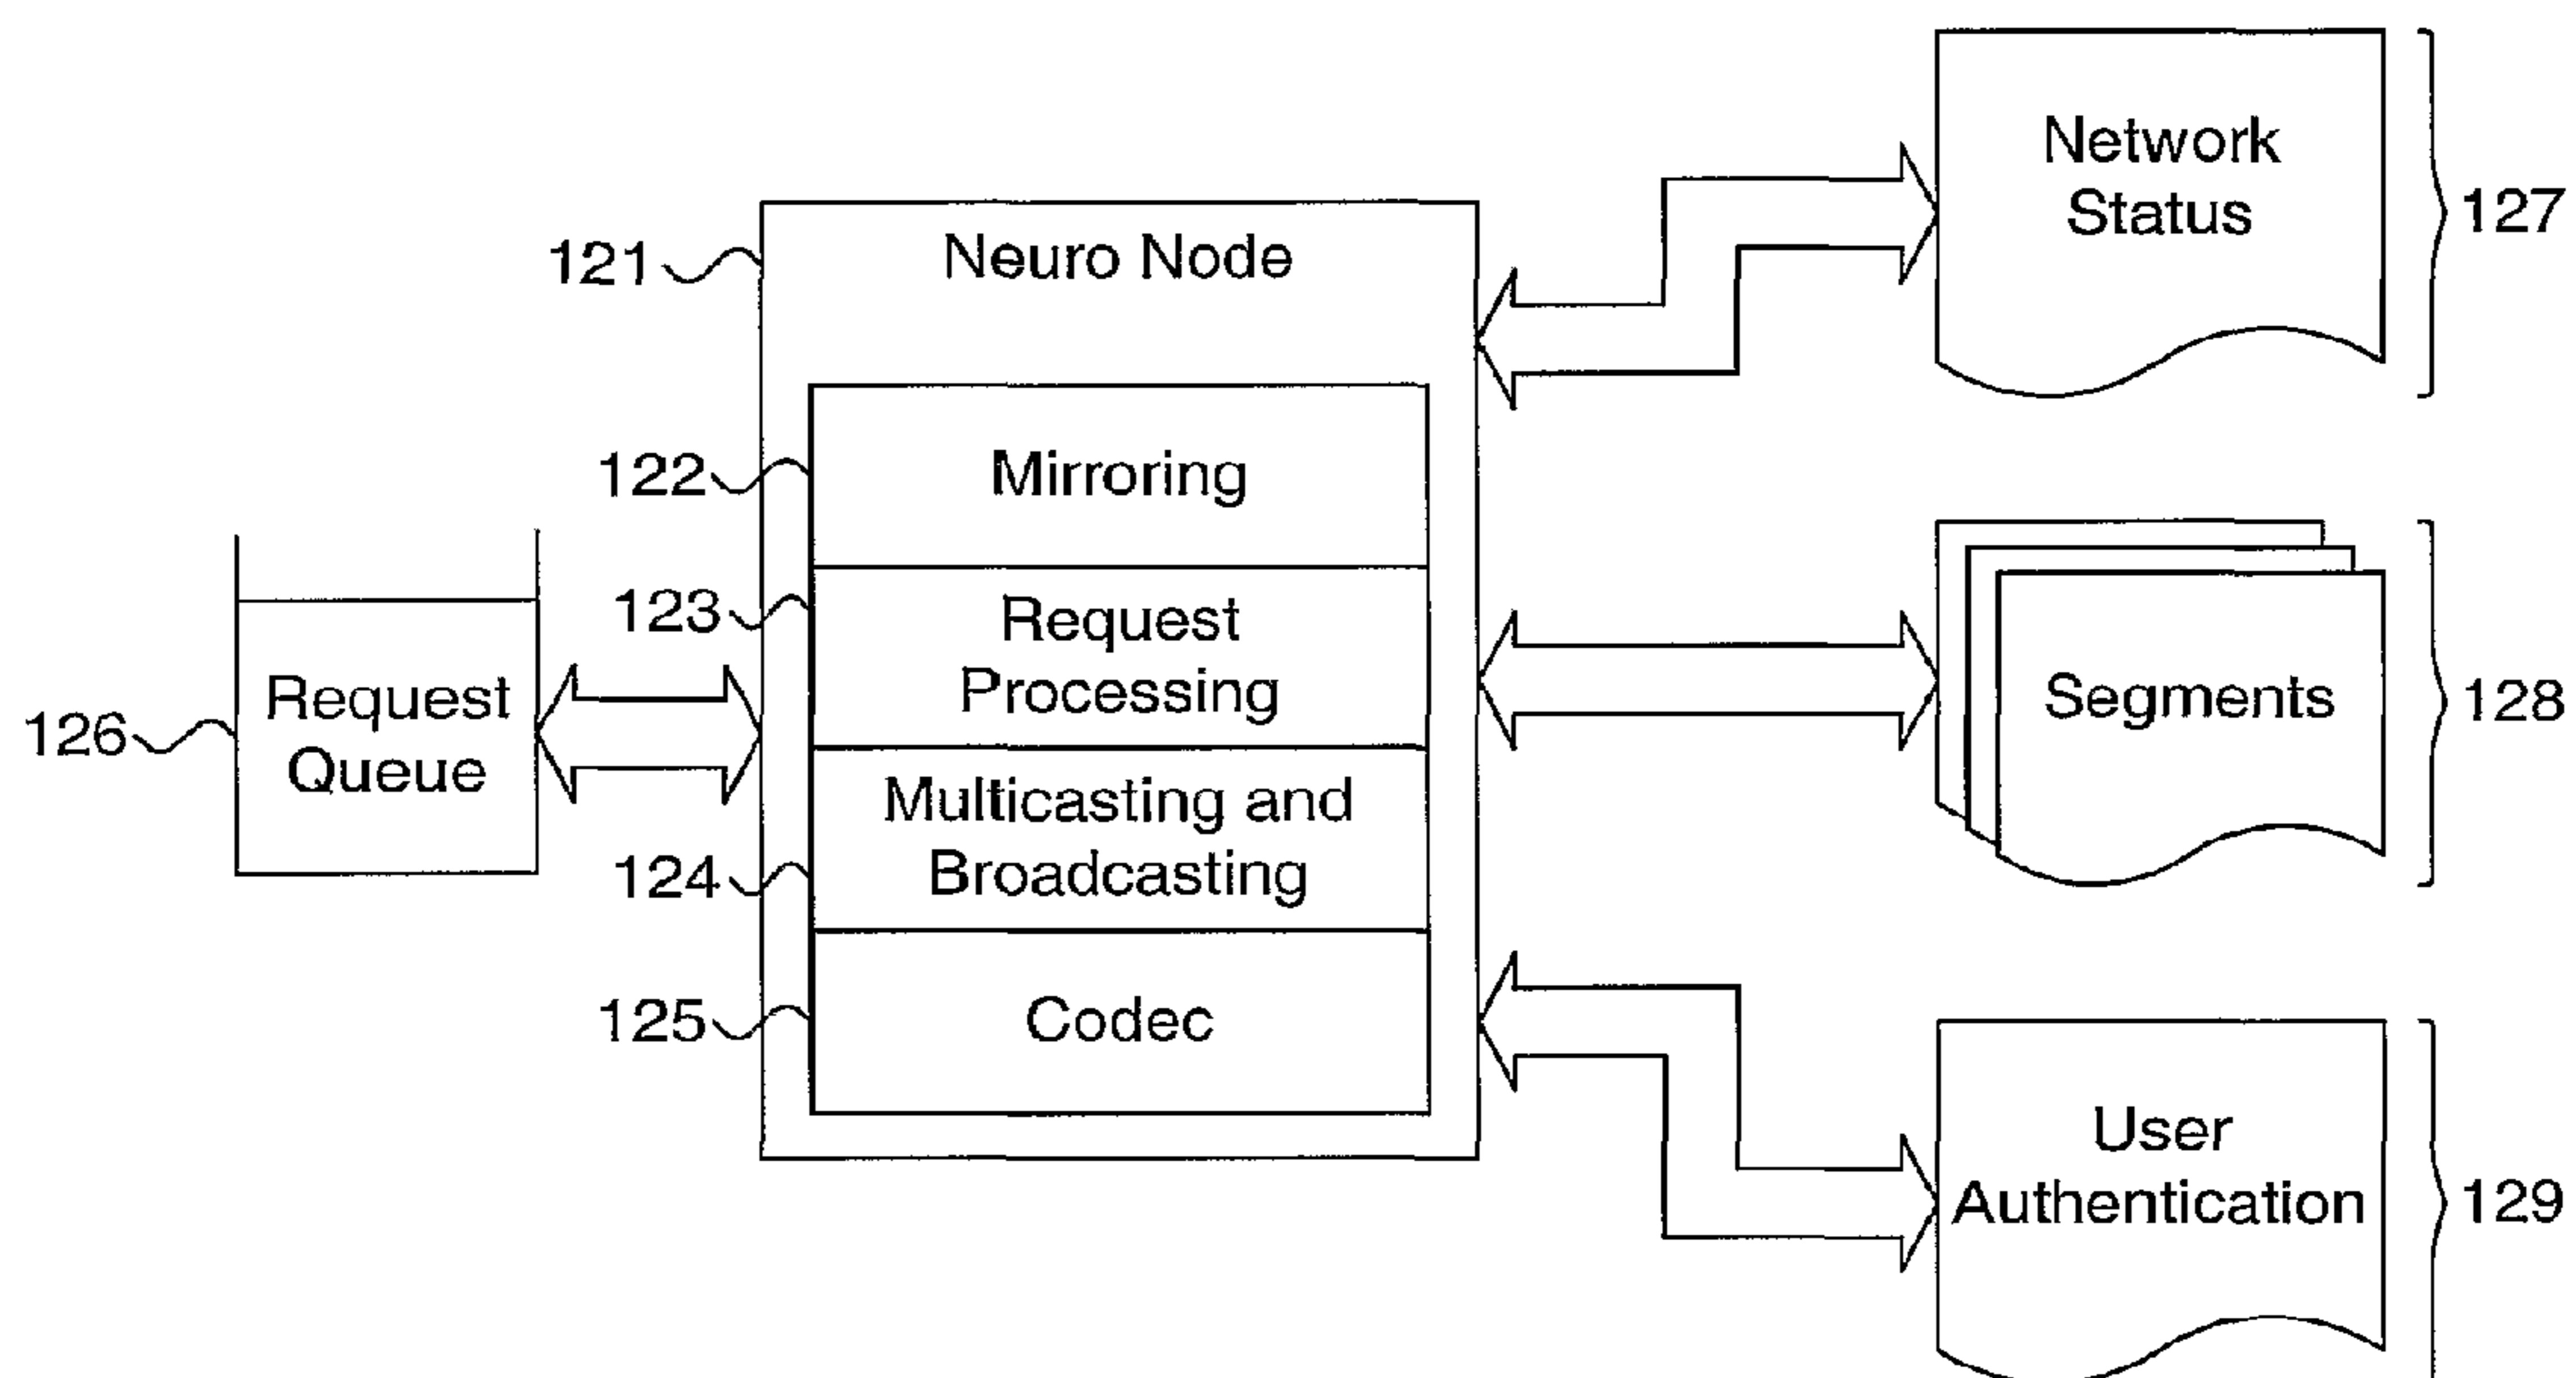 Network
Status
127
121
Neuro Node
122
Mirroring
123
Request
Processing
128
Segments
126
Request
Queue
Multicasting and
Broadcasting
124
125
Codec
User
Authentication
129